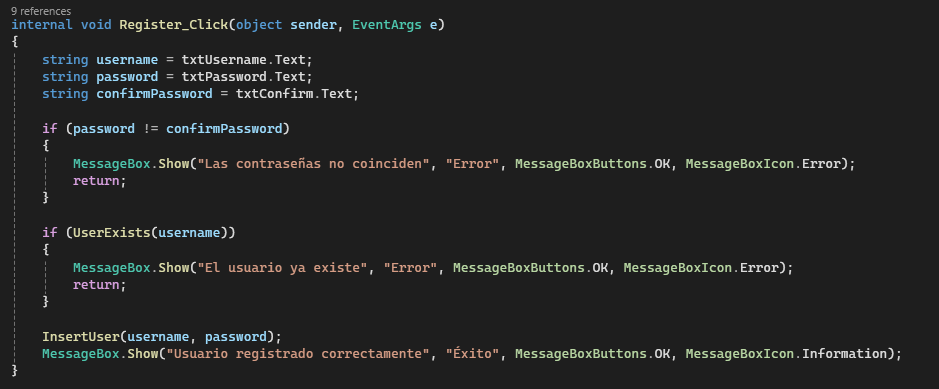 9 references
internal void Register_Click(object sender, EventArgs e)
{
string username = txtUsername.Text;
string password = txtPassword.Text;
string confirmPassword = txtConfirm.Text;
if (password != confirmPassword)
{
MessageBox.Show("Las contraseñas no coinciden", "Error", MessageBoxButtons.OK, MessageBoxIcon.Error);
return;
}
if (UserExists(username))
{
MessageBox.Show("El usuario ya existe", "Error", MessageBoxButtons.OK, MessageBoxIcon.Error);
return;
}
InsertUser(username, password);
MessageBox.Show("Usuario registrado correctamente", "Éxito", MessageBoxButtons.OK, MessageBoxIcon.Information);
}